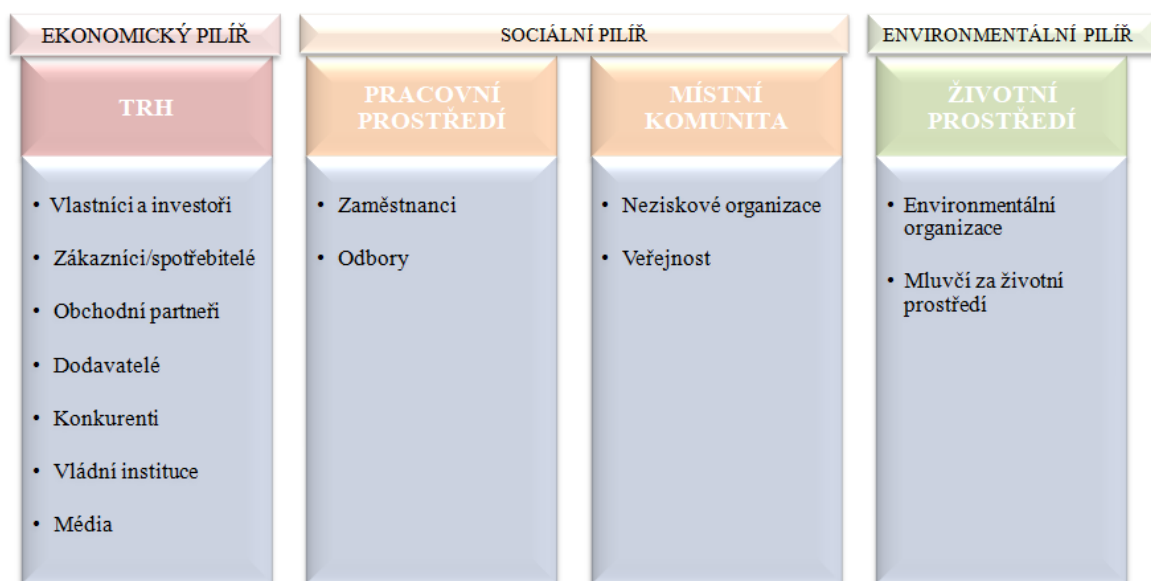 EKONOMICKÝ PILÍŘ
SOCIÁLNÍ PILÍŘ
ENVIRONMENTÁLNÍ PILÍŘ
TRH
• Vlastníci a investoři
• Zákazníci/spotřebitelé
• Obchodní partneři
• Dodavatelé
• Konkurenti
• Vládní instituce
• Média
PRACOVNÍ
PROSTŘEDÍ
• Zaměstnanci
• Odbory
MÍSTNÍ
KOMUNITA
• Neziskové organizace
• Veřejnost
ŽIVOTNÍ
PROSTŘEDÍ
• Environmentální
organizace
• Mluvčí za životní
prostředí